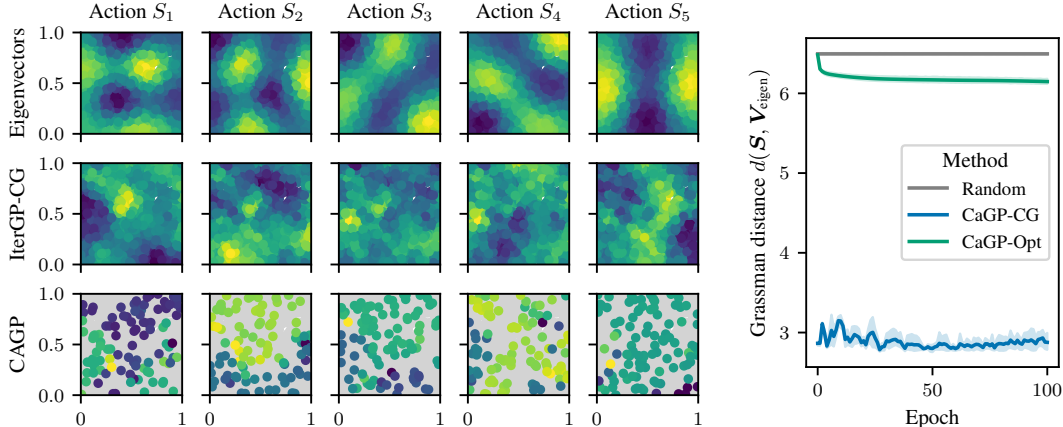 Action S₁ Action S₂ Action S₃ Action S₄ Action S₅
Eigenvectors
1.0
0.5
0.0
IterGP-CG
1.0
0.5
0.0
CAGP
1.0
0.5
0.0
0 1 0 1 0 1 0 1 0 1
Grassman distance d(S, V_eigen)
6
5
4
3
Method
Random
CaGP-CG
CaGP-Opt
0 50 100
Epoch